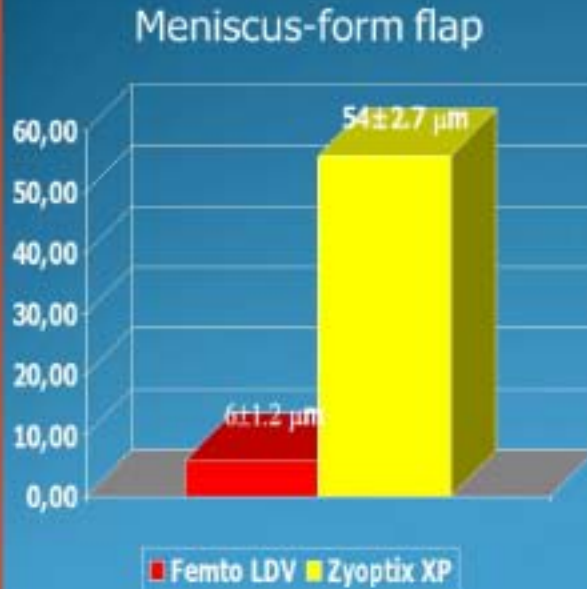 Meniscus-form flap
54±2.7 μm
60,00
50,00
40,00
30,00
20,00
6±1.2 μm
10,00
0,00
Femto LDV Zyoptix XP